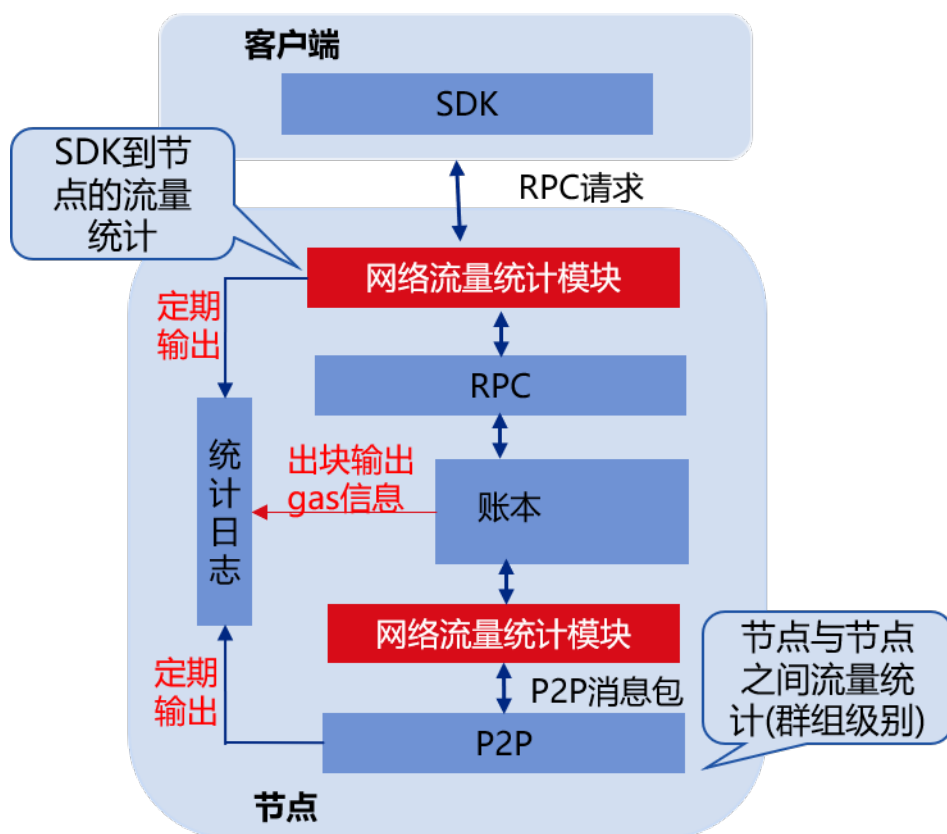 客户端
SDK
SDK到节
点的流量
统计
RPC请求
网络流量统计模块
定期
输出
RPC
统
计
日
志
出块输出
gas信息
账本
网络流量统计模块
节点与节点
之间流量统
计(群组级别)
定期
输出
P2P消息包
P2P
节点